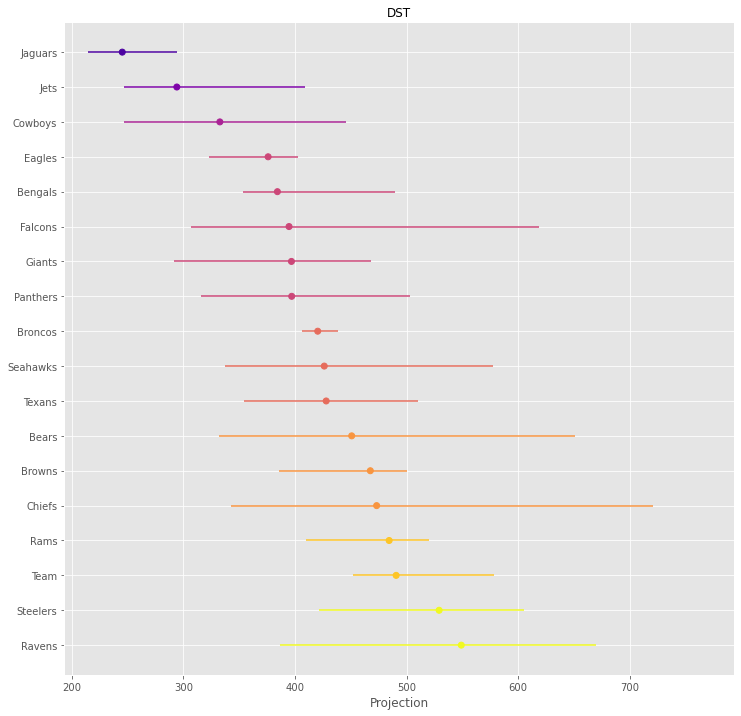 DST
Jaguars
Jets
Cowboys
Eagles
Bengals
Falcons
Giants
Panthers
Broncos
Seahawks
Texans
Bears
Browns
Chiefs
Rams
Team
Steelers
Ravens
200 300 400 500 600 700
Projection